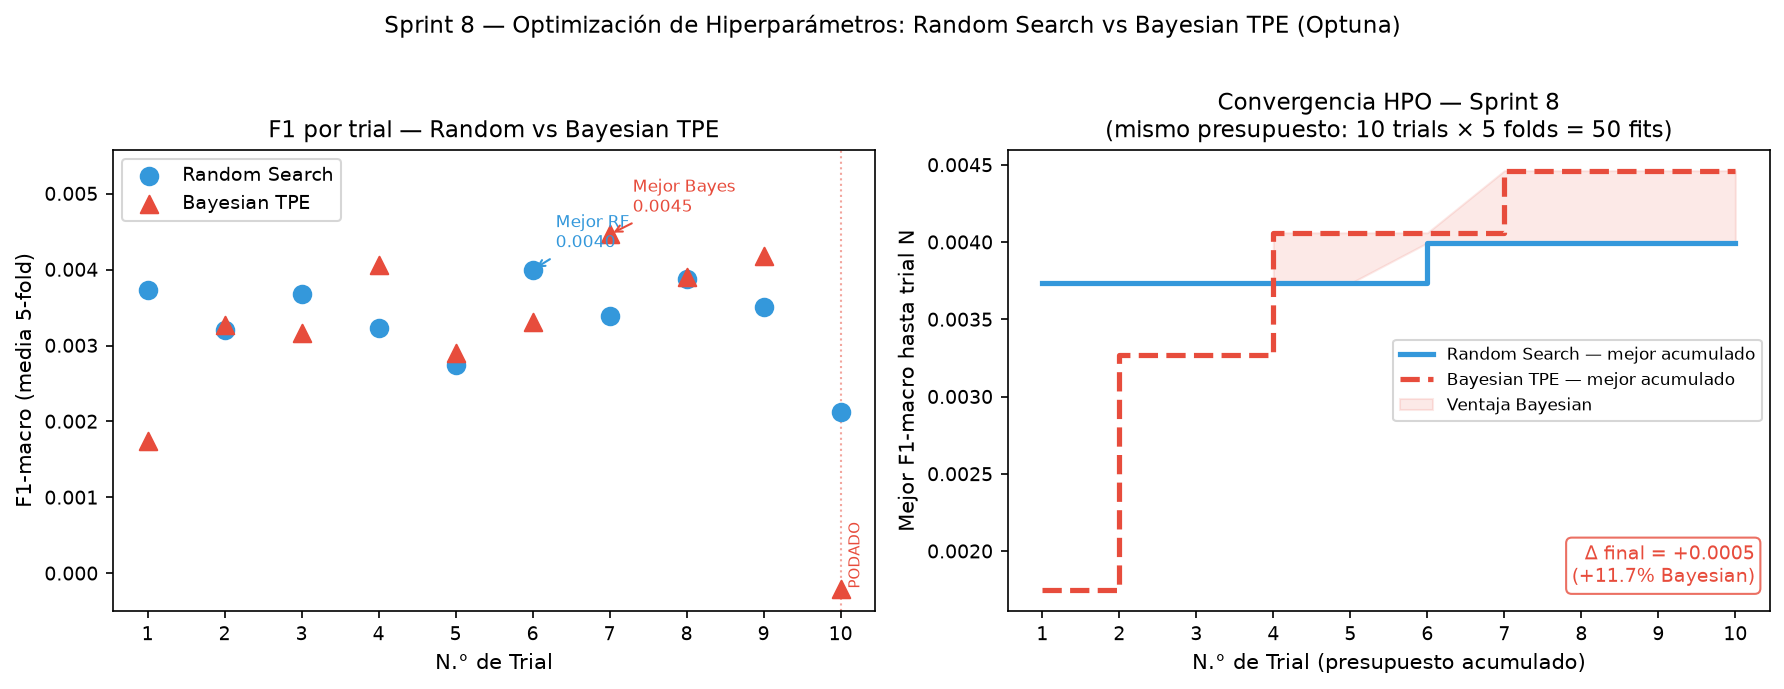 Sprint 8 — Optimización de Hiperparámetros: Random Search vs Bayesian TPE (Optuna)
F1 por trial — Random vs Bayesian TPE
Random Search
Bayesian TPE
Mejor Bayes
0.0045
Mejor RF
0.0040
PODADO
F1-macro (media 5-fold)
0.005
0.004
0.003
0.002
0.001
0.000
1 2 3 4 5 6 7 8 9 10
N.° de Trial
Convergencia HPO — Sprint 8
(mismo presupuesto: 10 trials × 5 folds = 50 fits)
Mejor F1-macro hasta trial N
0.0045
0.0040
0.0035
0.0030
0.0025
0.0020
Random Search — mejor acumulado
Bayesian TPE — mejor acumulado
Ventaja Bayesian
Δ final = +0.0005
(+11.7% Bayesian)
1 2 3 4 5 6 7 8 9 10
N.° de Trial (presupuesto acumulado)